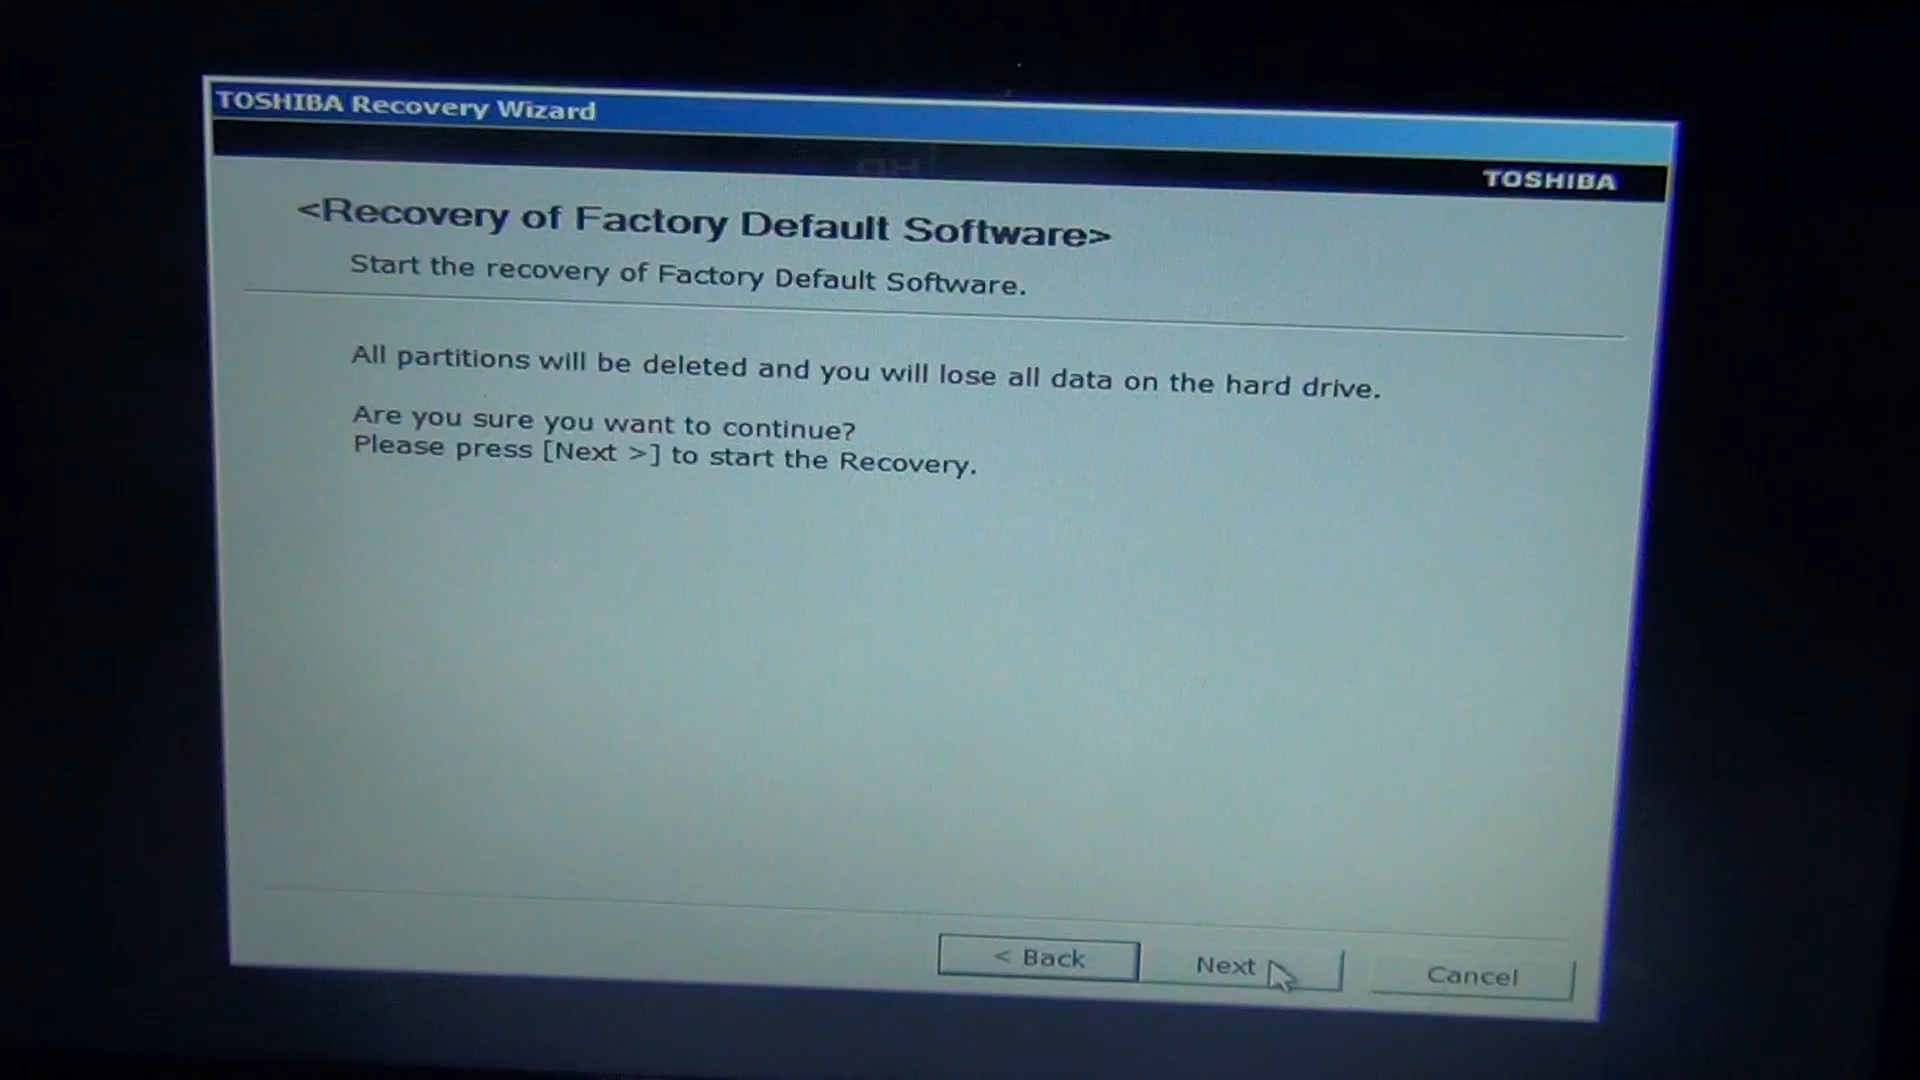 TOSHIBA Recovery Wizard
TOSHIBA
<Recovery of Factory Default Software>
Start the recovery of Factory Default Software.
All partitions will be deleted and you will lose all data on the hard drive.
Are you sure you want to continue?
Please press [Next >] to start the Recovery.
< Back
Next
Cancel